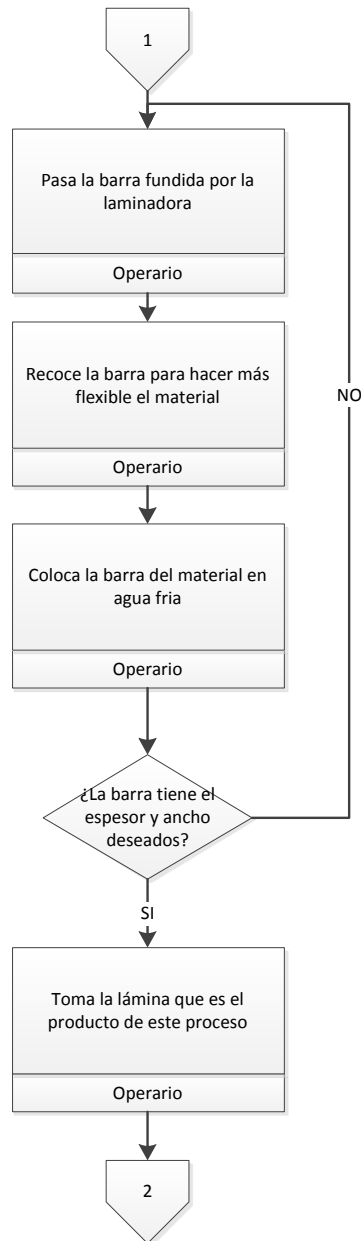 1
Pasa la barra fundida por la
laminadora
Operario
Recoce la barra para hacer más
flexible el material
Operario
NO
Coloca la barra del material en
agua fria
Operario
¿La barra tiene el
espesor y ancho
deseados?
SI
Toma la lámina que es el
producto de este proceso
Operario
2